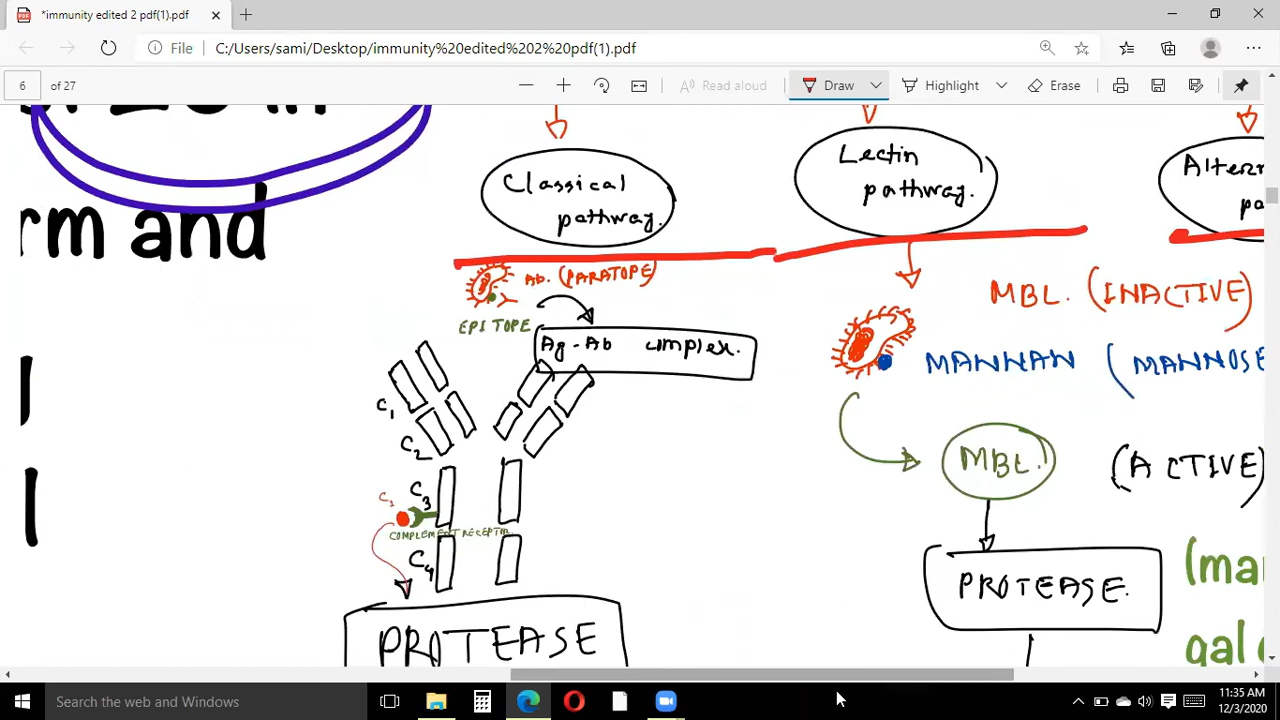 *immunity edited 2 pdf(1).pdf
File
C:/Users/sami/Desktop/immunity%20edited%202%20pdf(1).pdf
6 of 27
Read aloud
Draw
Highlight
Erase
rm and
Classical
pathway.
Lectin
pathway.
Altern
pa
Ab. (PARATOPE)
EPITOPE
Ag-Ab complex.
MBL. (INACTIVE)
MANNAN (MANNOSE
C1
C2
C3
C4
COMPLEMENT RECEPTOR
MBL.
(ACTIVE)
PROTEASE.
PROTEASE
(ma
gal
Search the web and Windows
11:35 AM
12/3/2020